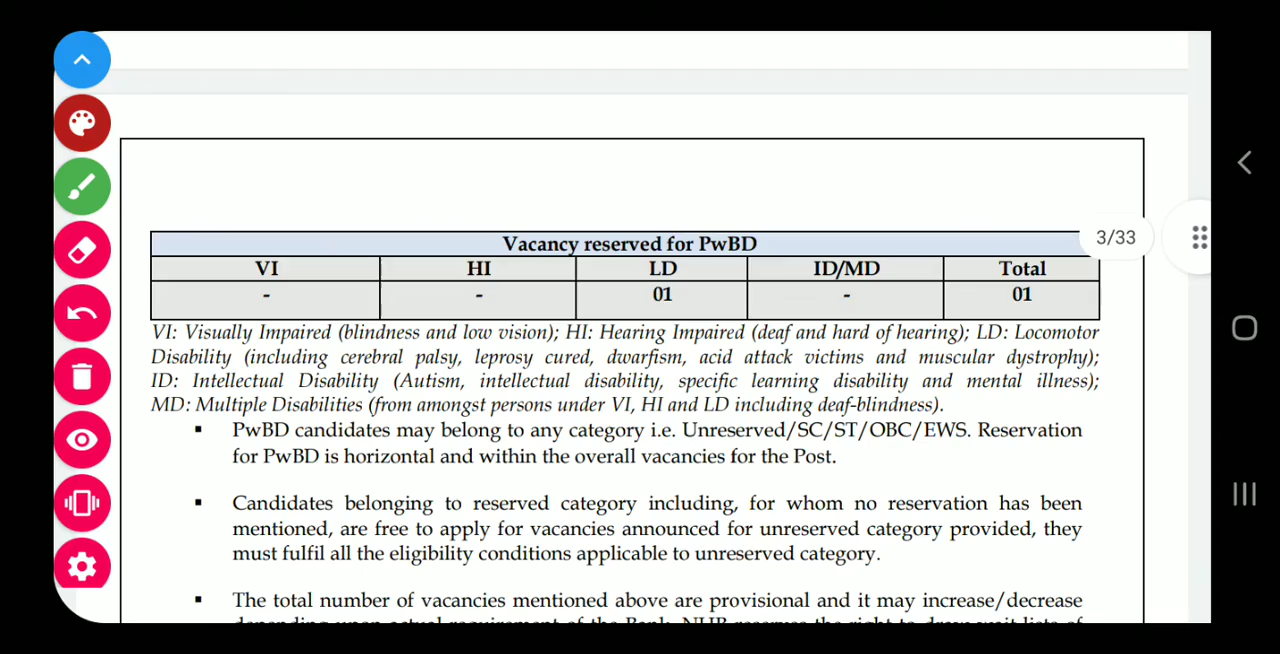 Vacancy reserved for PwBD
3/33
VI HI LD ID/MD Total
- - 01 - 01
VI: Visually Impaired (blindness and low vision); HI: Hearing Impaired (deaf and hard of hearing); LD: Locomotor
Disability (including cerebral palsy, leprosy cured, dwarfism, acid attack victims and muscular dystrophy);
ID: Intellectual Disability (Autism, intellectual disability, specific learning disability and mental illness);
MD: Multiple Disabilities (from amongst persons under VI, HI and LD including deaf-blindness).
▪ PwBD candidates may belong to any category i.e. Unreserved/SC/ST/OBC/EWS. Reservation
for PwBD is horizontal and within the overall vacancies for the Post.
▪ Candidates belonging to reserved category including, for whom no reservation has been
mentioned, are free to apply for vacancies announced for unreserved category provided, they
must fulfil all the eligibility conditions applicable to unreserved category.
▪ The total number of vacancies mentioned above are provisional and it may increase/decrease